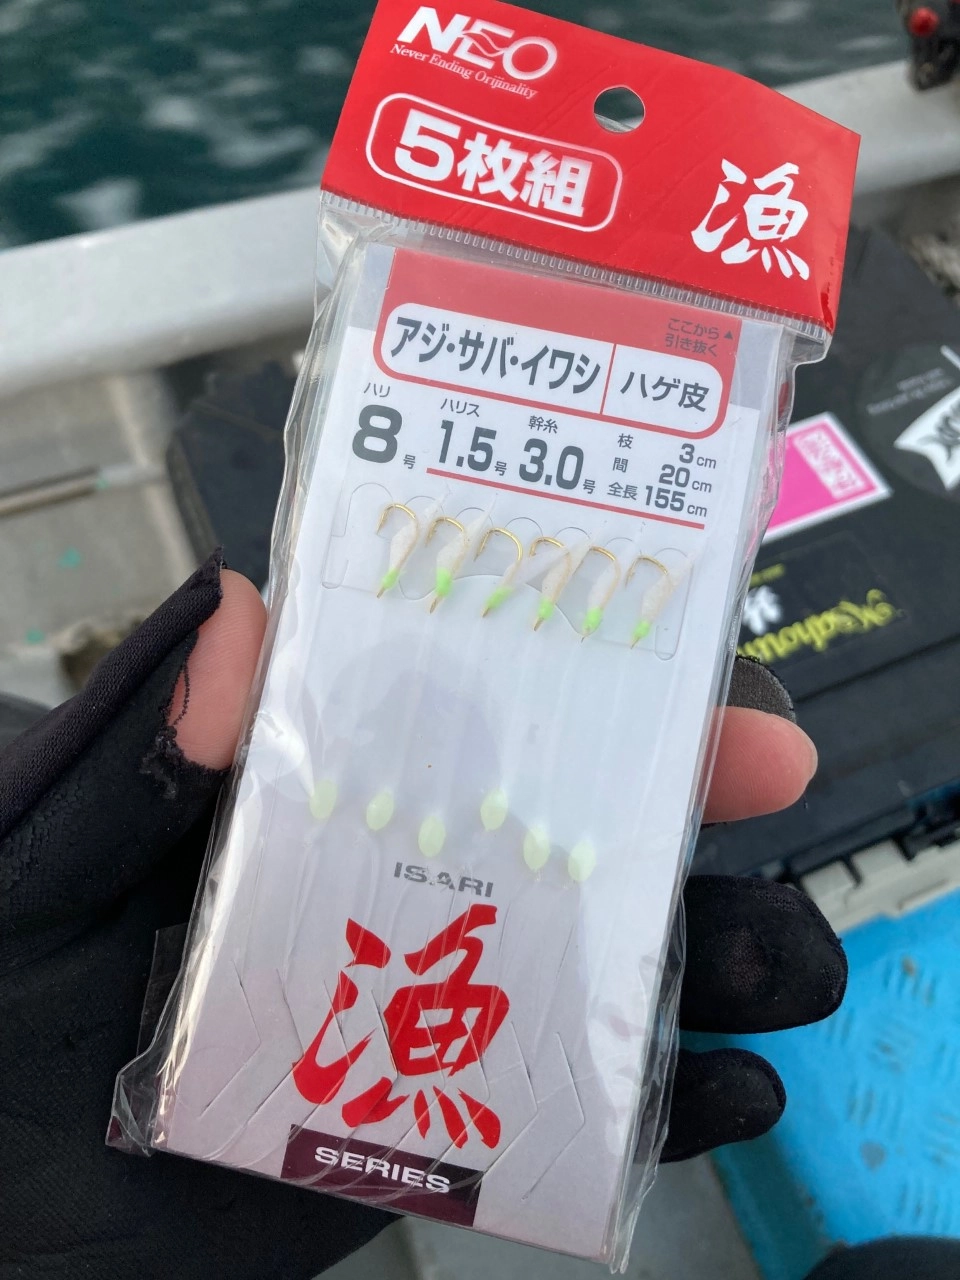 NEO
Never Ending Orijinality
5枚組
漁
ここから▲
引き抜く
アジ・サバ・イワシ ハゲ皮
ハリ 8号
ハリス 1.5号
幹糸 3.0号
枝 3cm
間 20cm
全長 155cm
ISARI
漁
SERIES